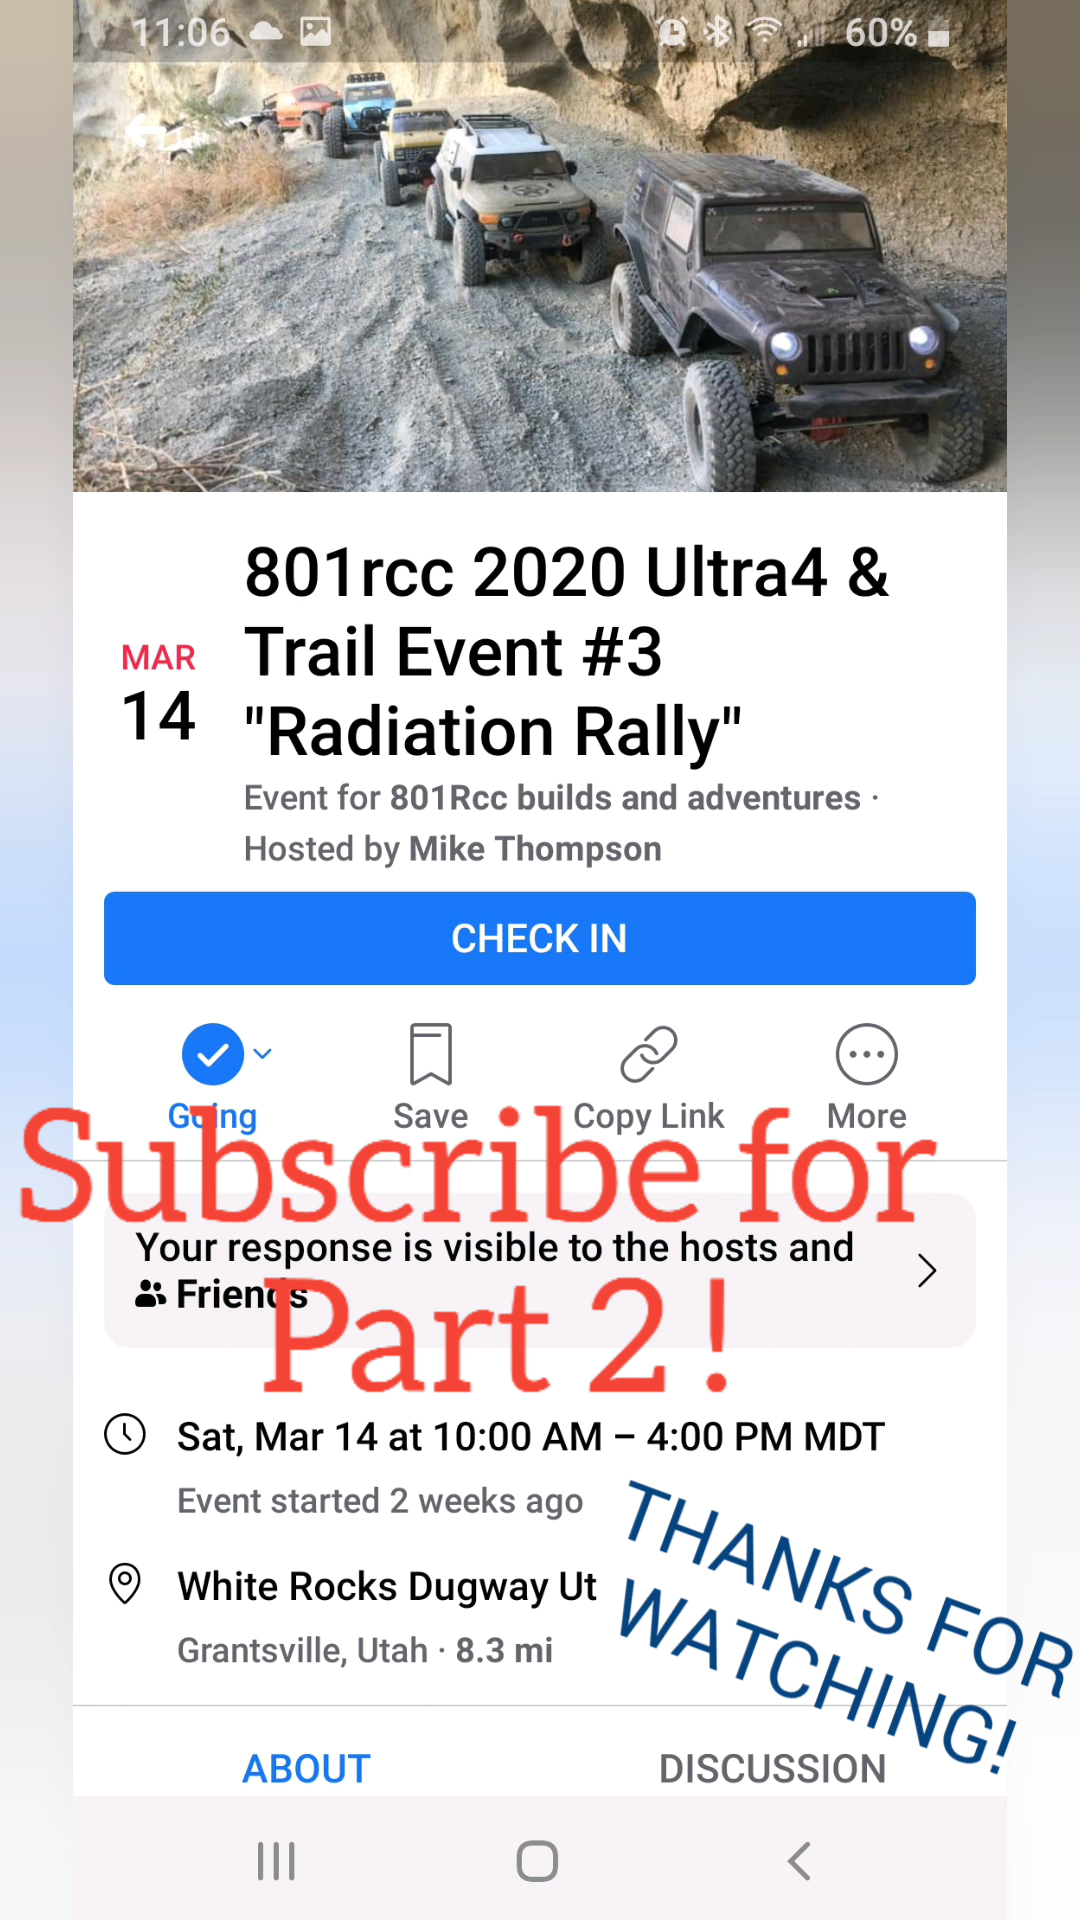 11:06
60%
NITTO
801rcc 2020 Ultra4 &
Trail Event #3
"Radiation Rally"
MAR
14
Event for 801Rcc builds and adventures ·
Hosted by Mike Thompson
CHECK IN
Going
Save
Copy Link
More
Subscribe for
Part 2!
Your response is visible to the hosts and
Friends
Sat, Mar 14 at 10:00 AM – 4:00 PM MDT
Event started 2 weeks ago
THANKS FOR
WATCHING!
White Rocks Dugway Ut
Grantsville, Utah · 8.3 mi
ABOUT
DISCUSSION